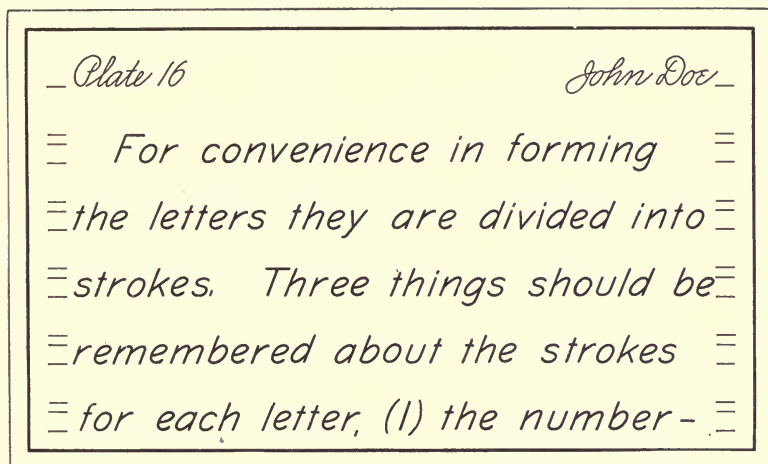 Plate 16 John Doe
For convenience in forming
the letters they are divided into
strokes. Three things should be
remembered about the strokes
for each letter, (1) the number-